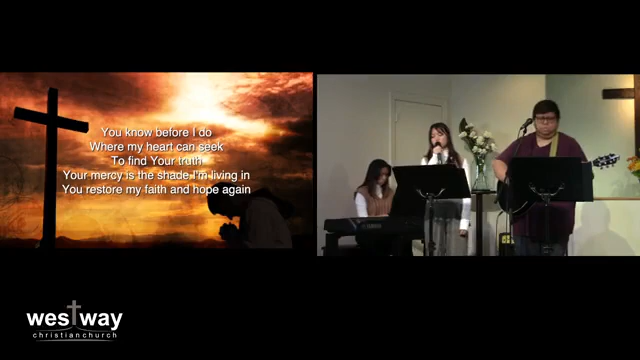 You know before I do
Where my heart can seek
To find Your truth
Your mercy is the shade I'm living in
You restore my faith and hope again
westway
christianchurch